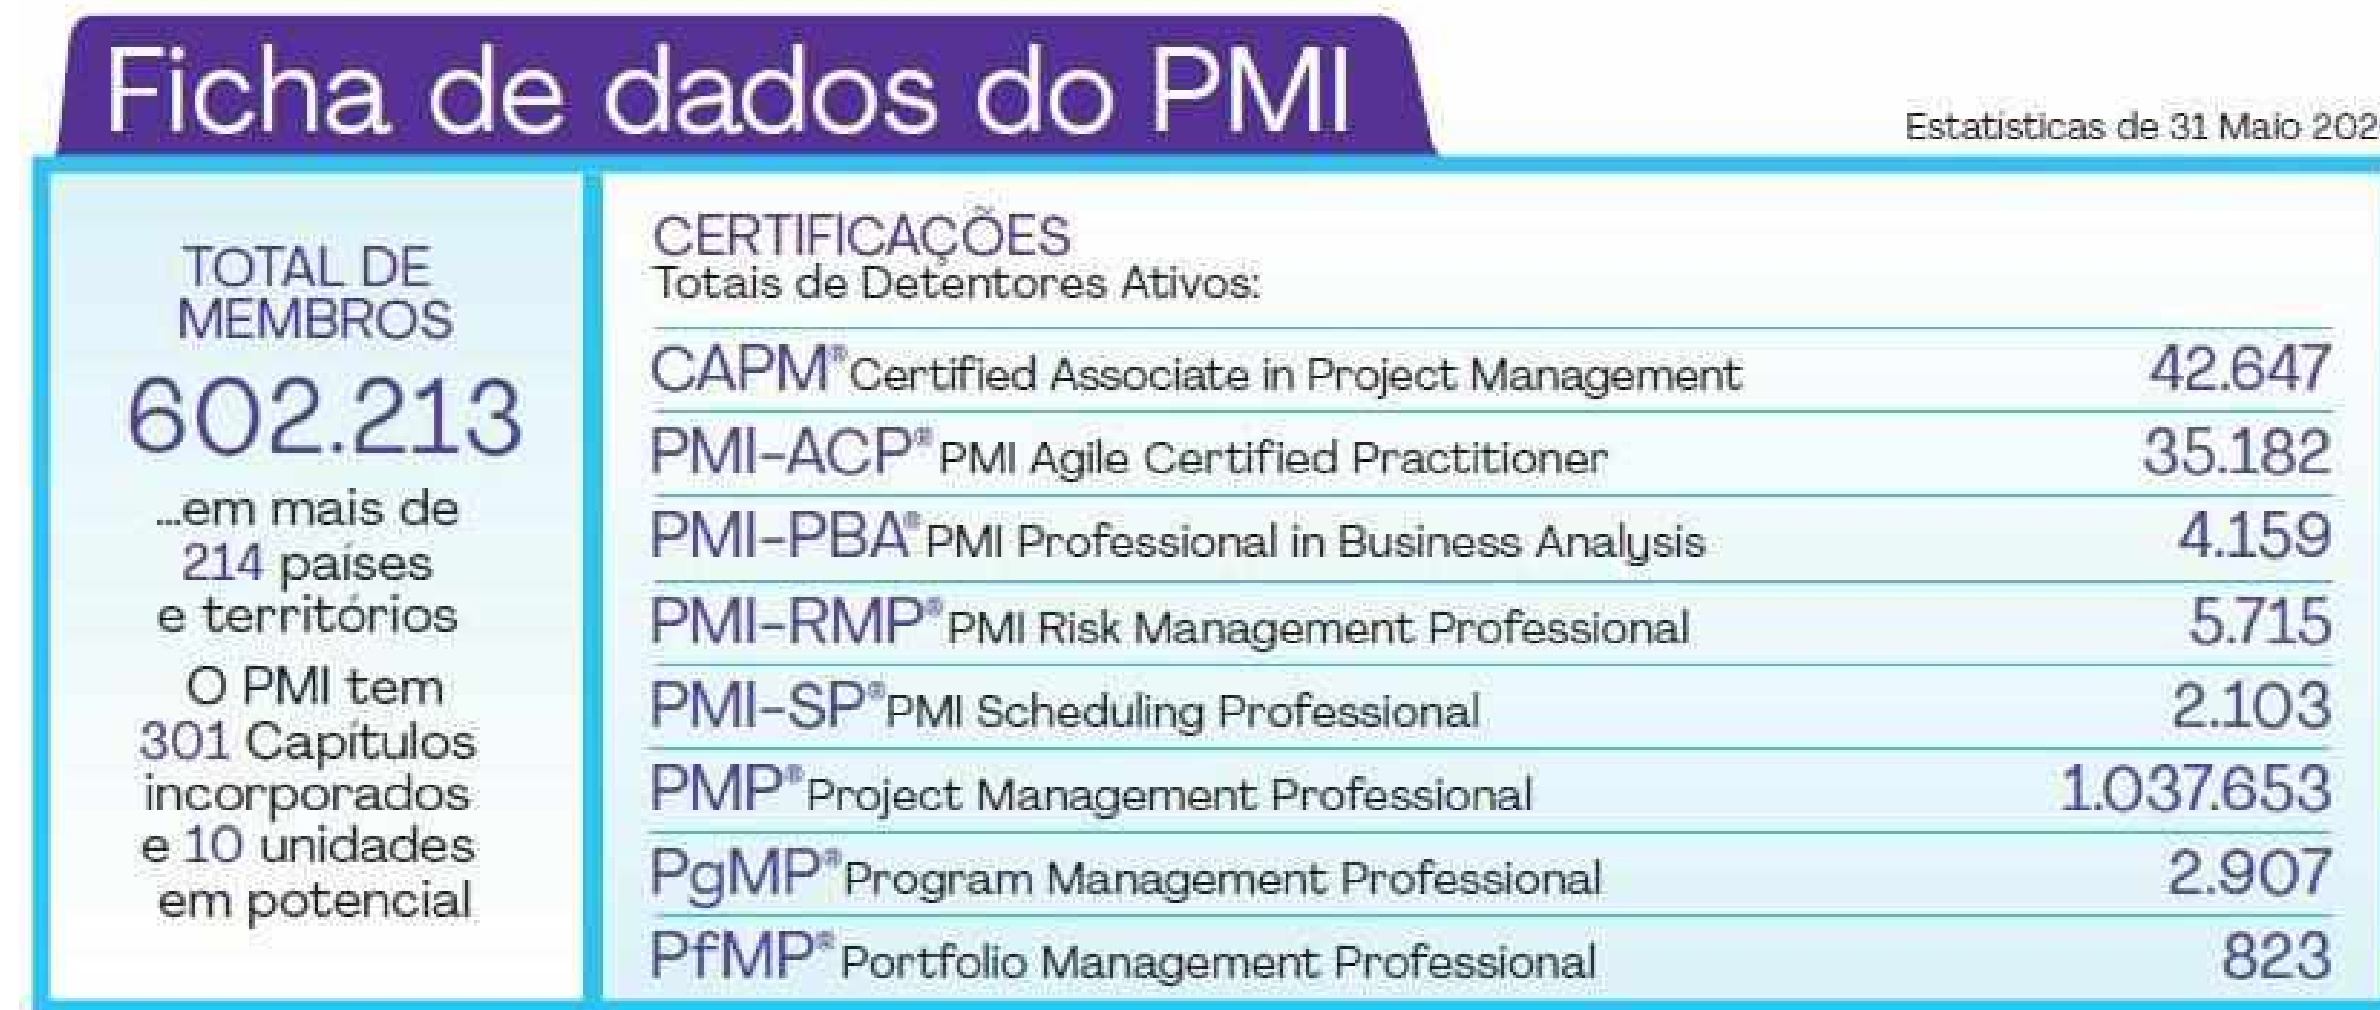 Ficha de dados do PMI
Estatísticas de 31 Maio 202
TOTAL DE
MEMBROS
602.213
...em mais de
214 países
e territórios
O PMI tem
301 Capítulos
incorporados
e 10 unidades
em potencial
CERTIFICAÇÕES
Totais de Detentores Ativos:
CAPM® Certified Associate in Project Management 42.647
PMI-ACP® PMI Agile Certified Practitioner 35.182
PMI-PBA® PMI Professional in Business Analysis 4.159
PMI-RMP® PMI Risk Management Professional 5.715
PMI-SP® PMI Scheduling Professional 2.103
PMP® Project Management Professional 1.037.653
PgMP® Program Management Professional 2.907
PfMP® Portfolio Management Professional 823